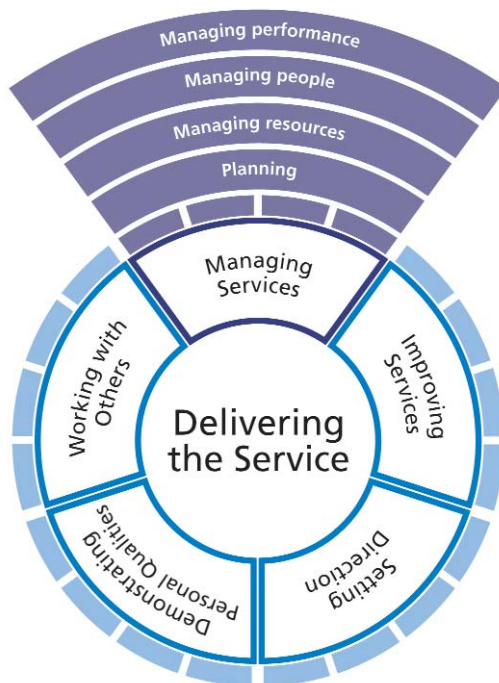 Managing performance
Managing people
Managing resources
Planning
Managing
Services
Working with
Others
Improving
Services
Delivering
the Service
Demonstrating
Personal Qualities
Setting
Direction